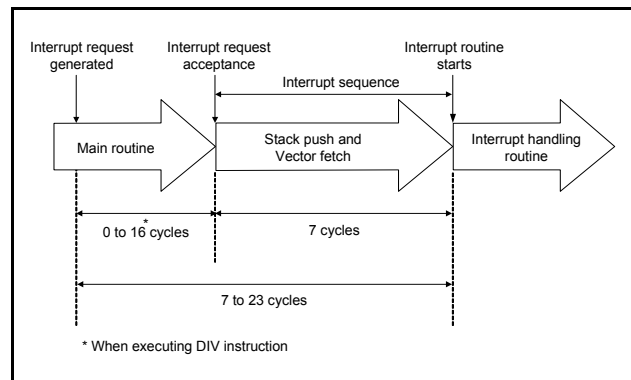 Interrupt request
generated
Interrupt request
acceptance
Interrupt routine
starts
Interrupt sequence
Main routine
Stack push and
Vector fetch
Interrupt handling
routine
*
0 to 16 cycles
7 cycles
7 to 23 cycles
* When executing DIV instruction